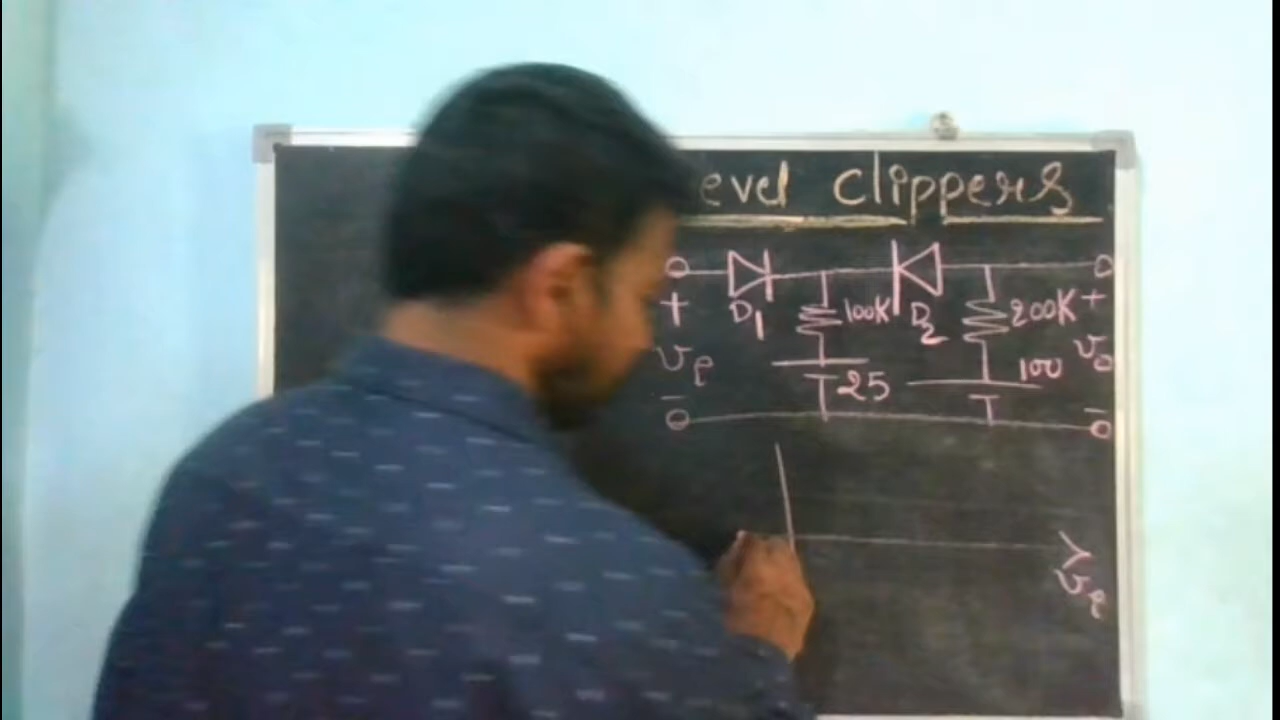 evel Clippers
D1 100K D2 200K +
+ vi 25 100 vo
- -
vi